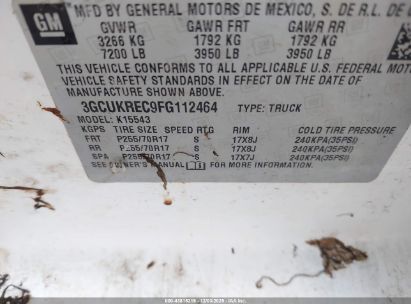 GM
MFD BY GENERAL MOTORS DE MEXICO, S. DE R.L. DE
GVWR GAWR FRT GAWR RR
3266 KG 1792 KG 1792 KG
7200 LB 3950 LB 3950 LB
THIS VEHICLE CONFORMS TO ALL APPLICABLE U.S. FEDERAL MOTOR
VEHICLE SAFETY STANDARDS IN EFFECT ON THE DATE OF
MANUFACTURE SHOWN ABOVE.
3GCUKREC9FG112464 TYPE: TRUCK
MODEL: K15543
KGPS TIRE SIZE SPEED RTG RIM COLD TIRE PRESSURE
FRT P255/70R17 S 17X8J 240KPA(35PSI)
RR P255/70R17 S 17X8J 240KPA(35PSI)
SPA P255/70R17 S 17X7J 240KPA(35PSI)
SEE OWNER'S MANUAL FOR MORE INFORMATION.